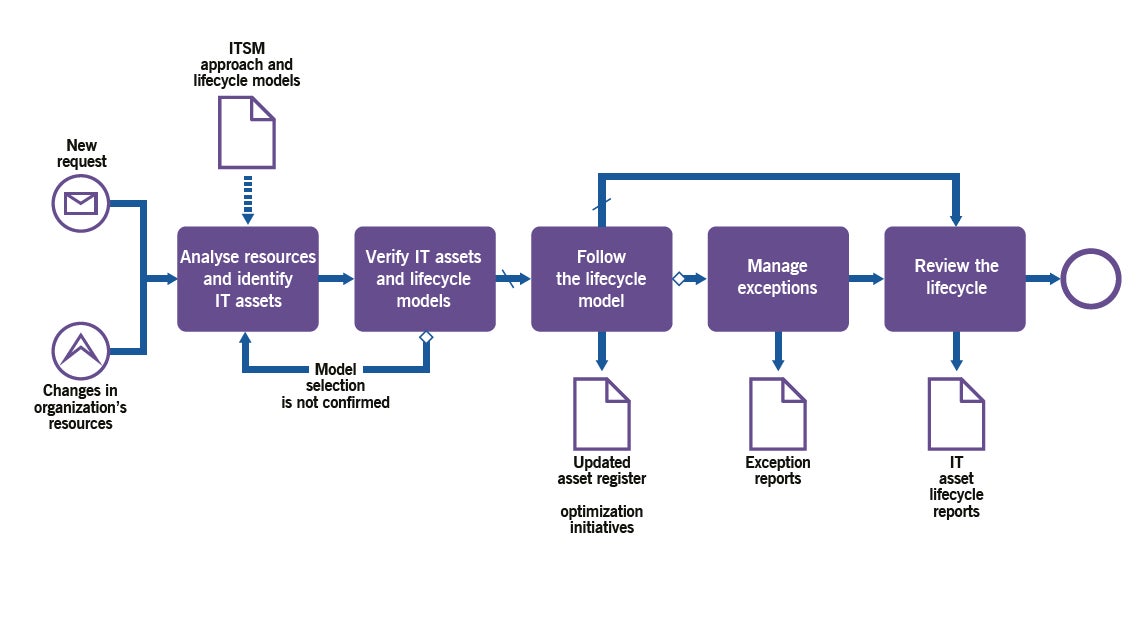 ITSM
approach and
lifecycle models
New
request
Changes in
organization's
resources
Analyse resources
and identify
IT assets
Verify IT assets
and lifecycle
models
Model
selection
is not confirmed
Follow
the lifecycle
model
Manage
exceptions
Review the
lifecycle
Updated
asset register
optimization
initiatives
Exception
reports
IT
asset
lifecycle
reports